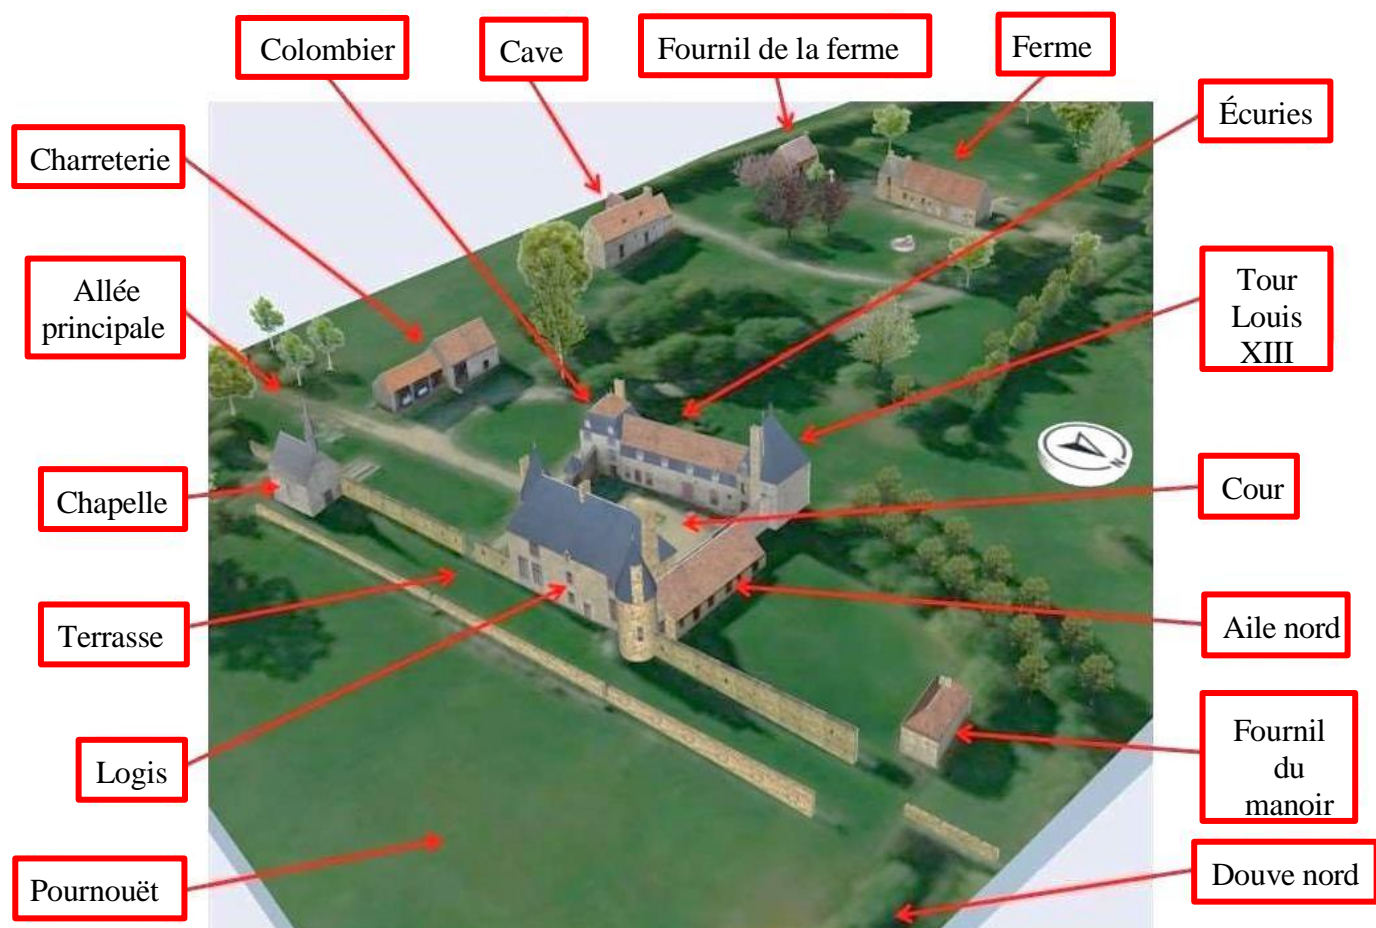 Colombier
Cave
Fournil de la ferme
Ferme
Écuries
Charreterie
Allée
principale
Tour
Louis
XIII
Chapelle
Cour
N
Terrasse
Aile nord
Logis
Fournil
du
manoir
Pournouët
Douve nord